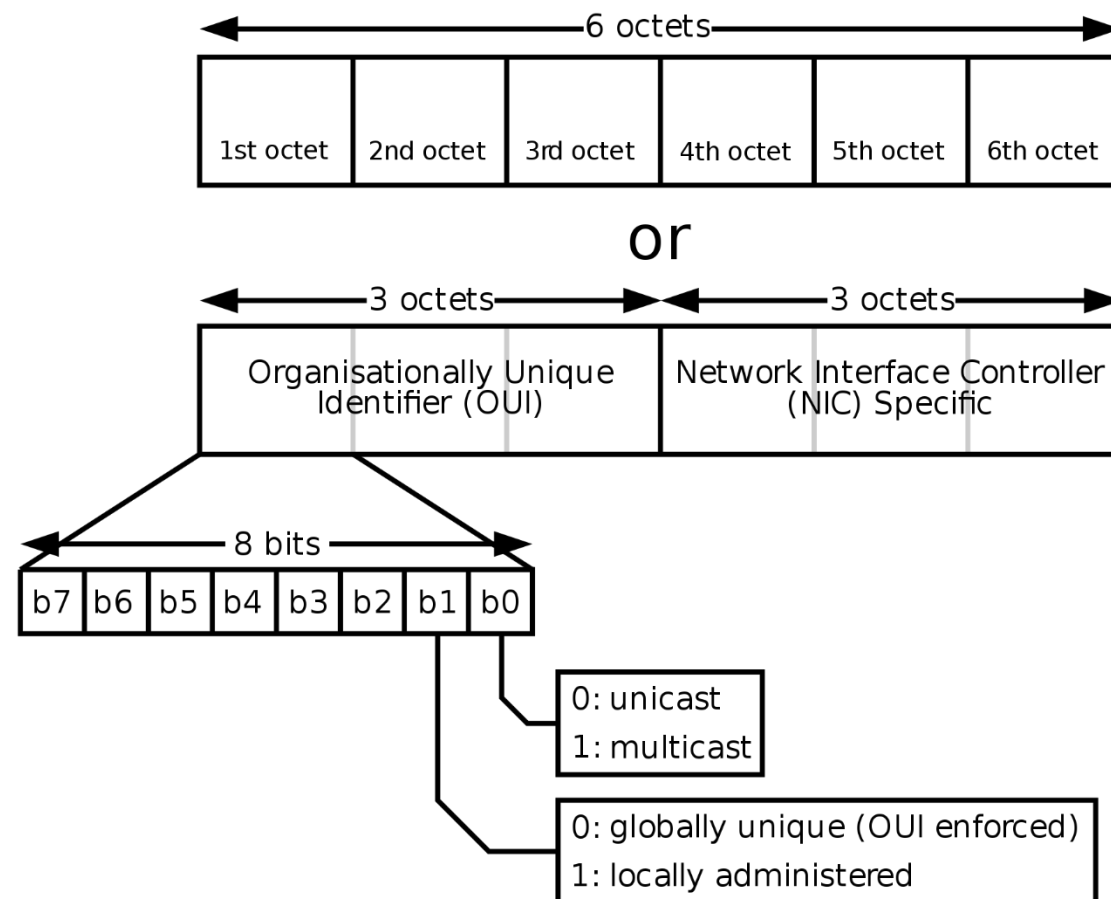 6 octets
1st octet 2nd octet 3rd octet 4th octet 5th octet 6th octet
or
3 octets 3 octets
Organisationally Unique
Identifier (OUI)
Network Interface Controller
(NIC) Specific
8 bits
b7 b6 b5 b4 b3 b2 b1 b0
0: unicast
1: multicast
0: globally unique (OUI enforced)
1: locally administered